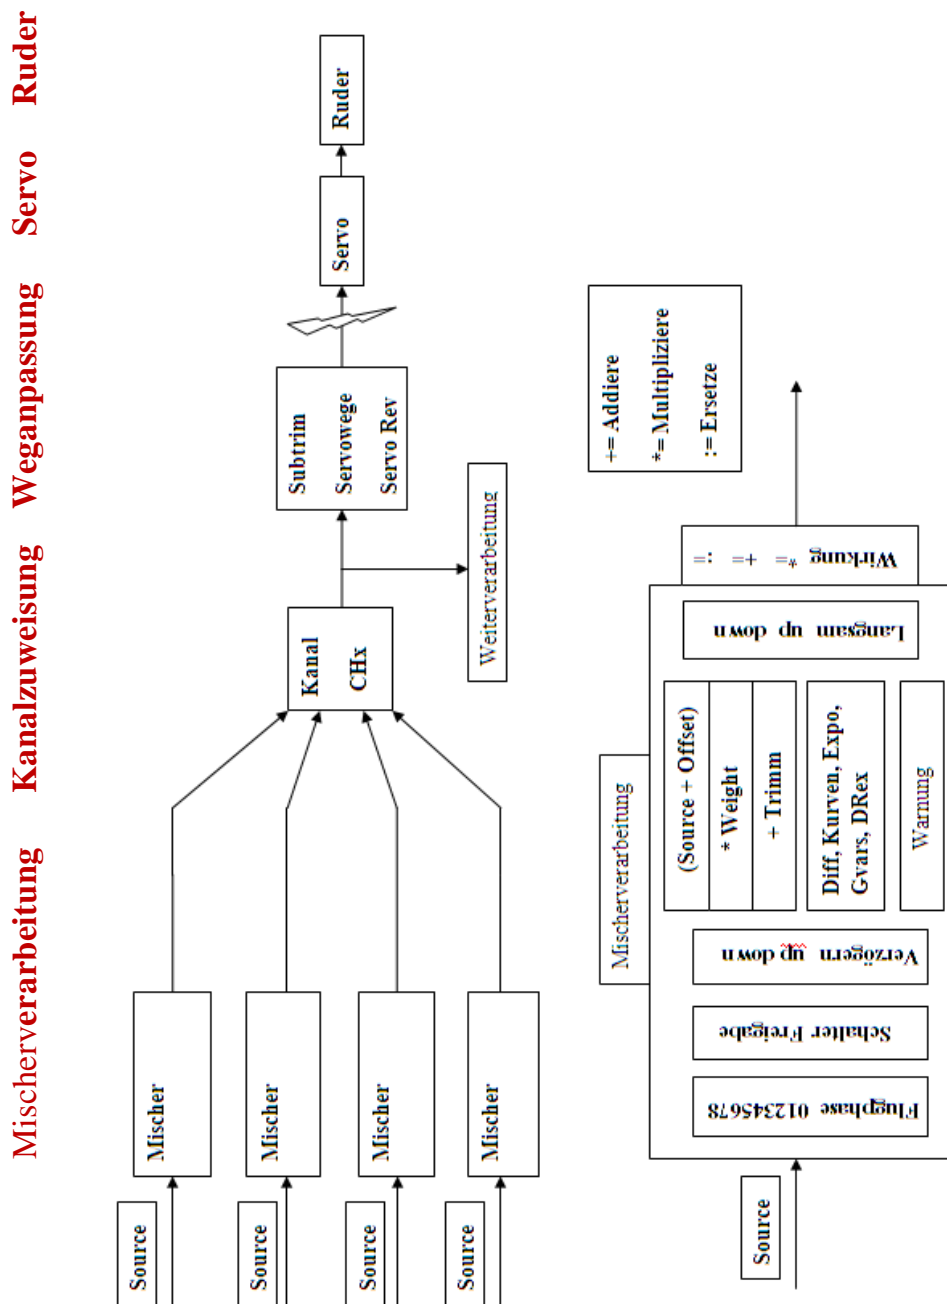 Mischerverarbeitung Kanalzuweisung Weganpassung Servo Ruder
Source
Mischer
Source
Mischer
Source
Mischer
Source
Mischer
Kanal
CHx
Weiterverarbeitung
Subtrim
Servowege
Servo Rev
Servo
Ruder
+= Addiere
*= Multipliziere
:= Ersetze
Source
Mischerverarbeitung
Flugphase 012345678
Schalter Freigabe
Verzögern up down
(Source + Offset)
* Weight
+ Trimm
Diff, Kurven, Expo,
Gvars, DRex
Warnung
Langsam up down
Wirkung *= += :=